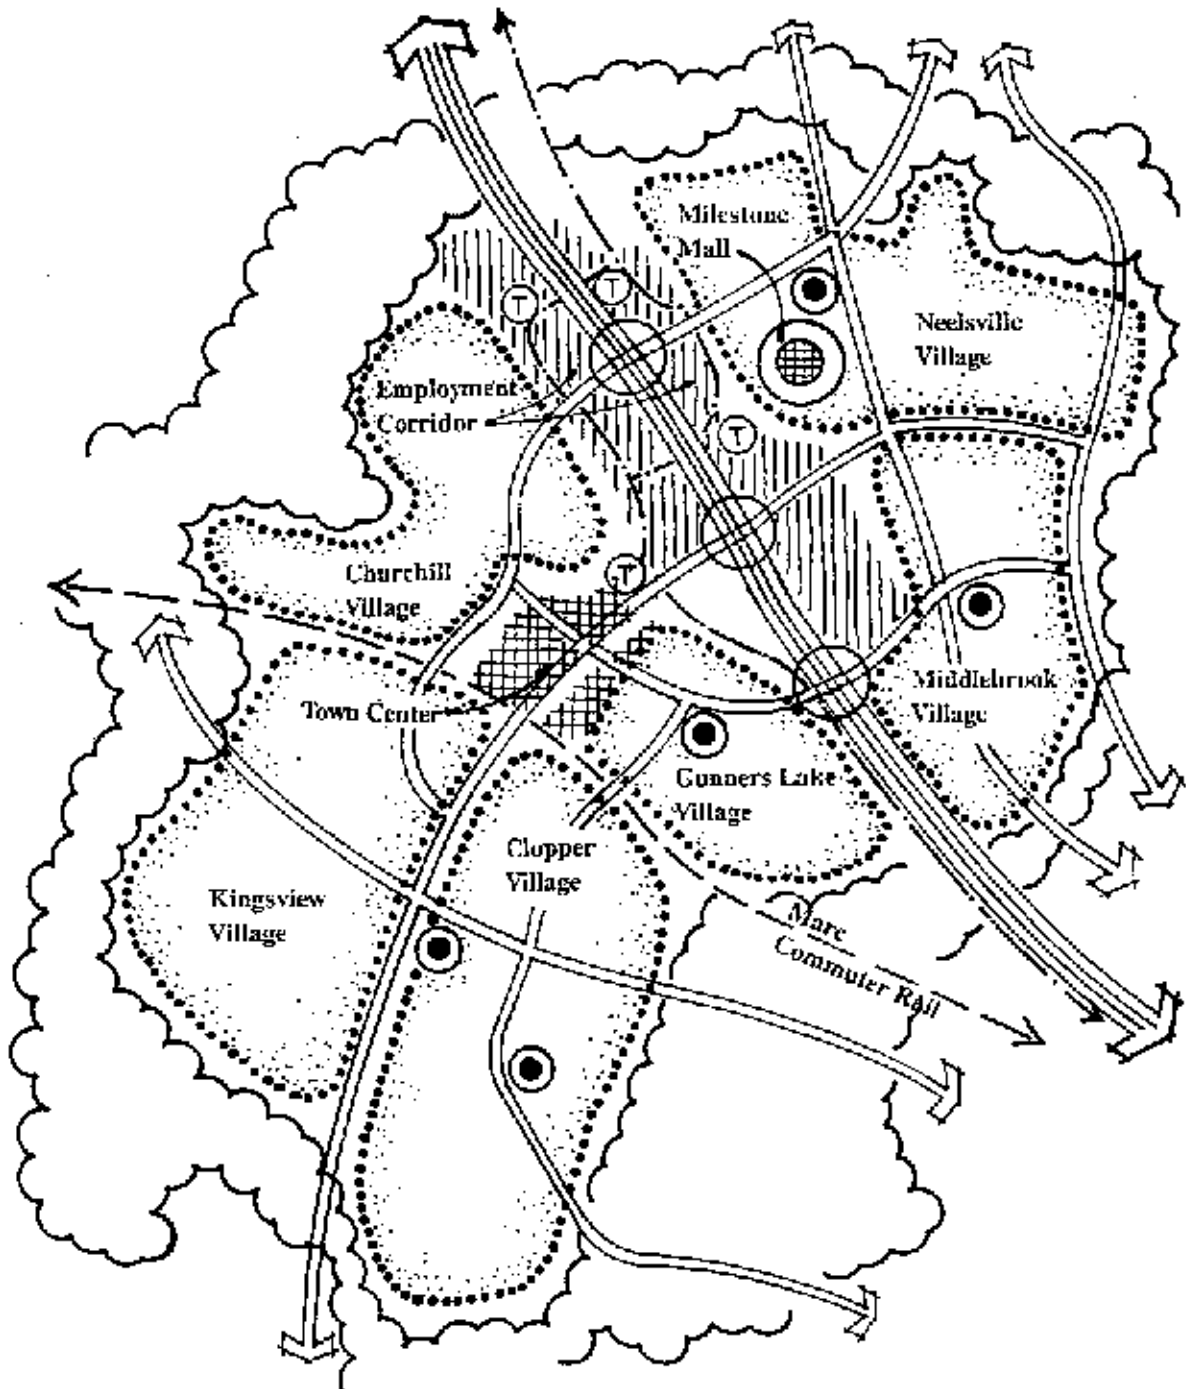 Milestone
Mall
T
T
Neelsville
Village
Employment
Corridor
T
T
Churchill
Village
Town Center
Middlebrook
Village
Gunners Lake
Village
Clopper
Village
Kingsview
Village
Marc
Commuter Rail